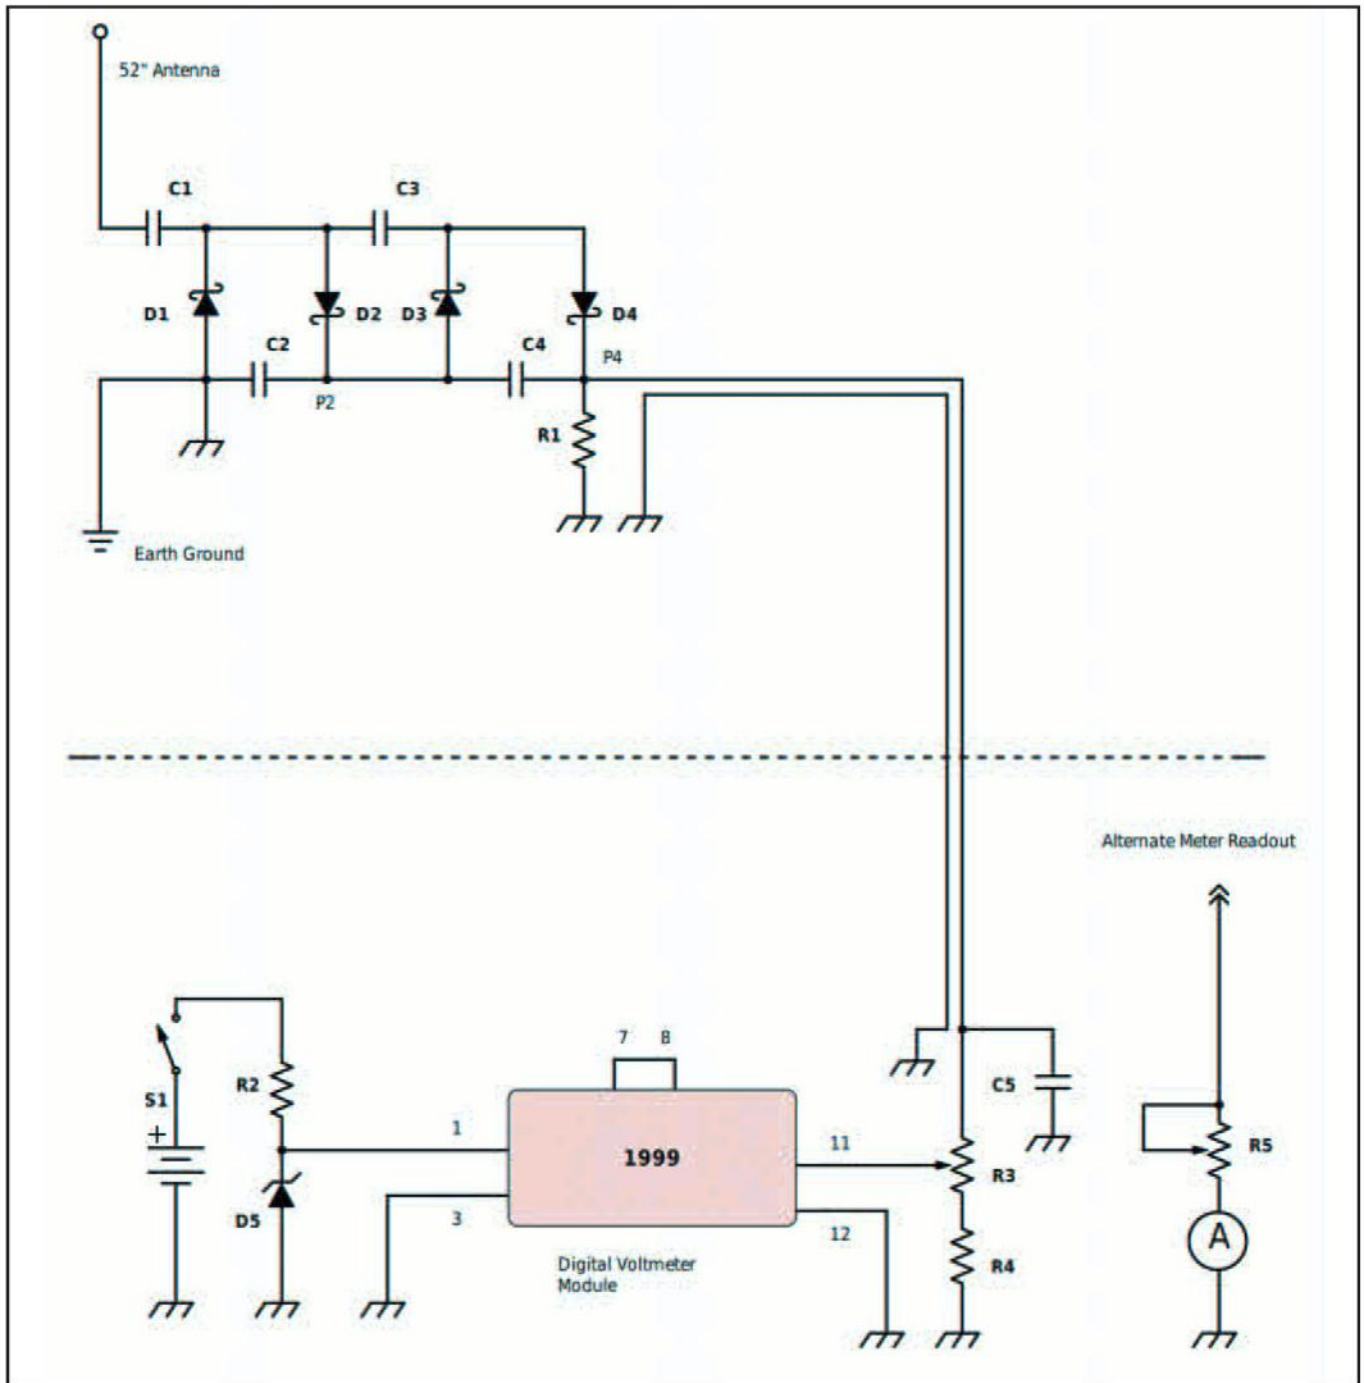 52" Antenna
C1
C3
D1
D2
D3
D4
C2
C4
P4
P2
R1
Earth Ground
Alternate Meter Readout
7
8
R2
C5
S1
+
1
1999
11
R5
R3
D5
3
12
A
Digital Voltmeter
Module
R4